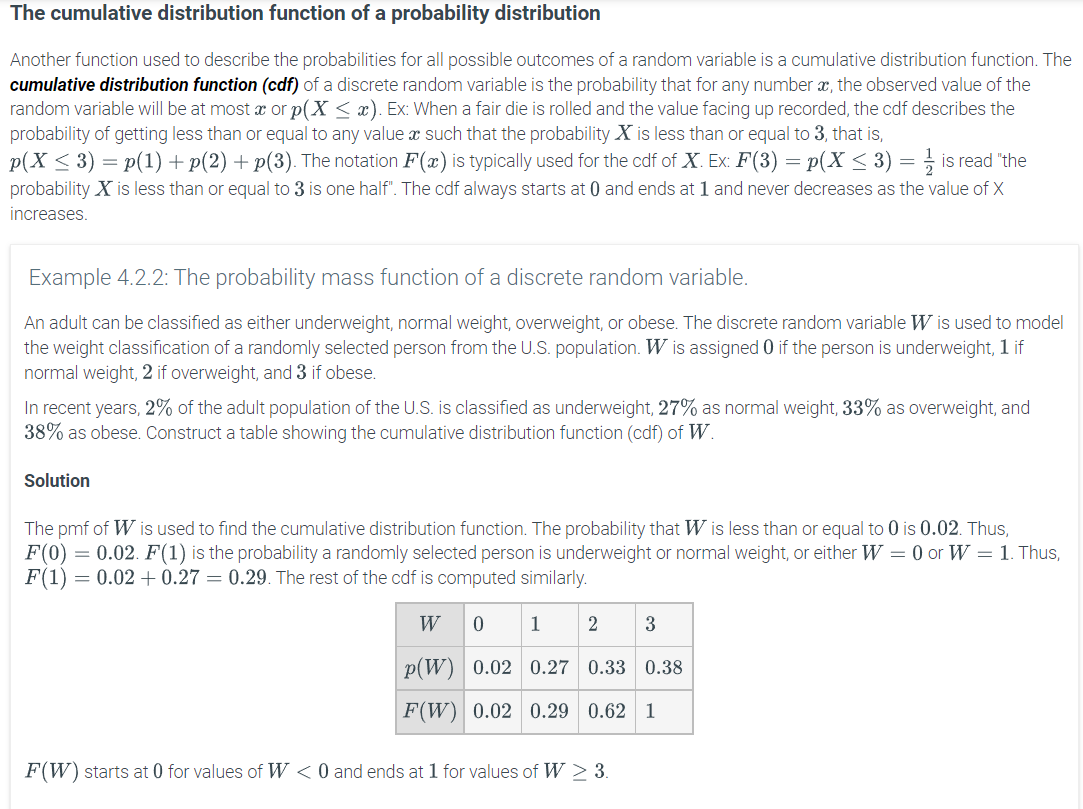 The cumulative distribution function of a probability distribution
Another function used to describe the probabilities for all possible outcomes of a random variable is a cumulative distribution function. The
cumulative distribution function (cdf) of a discrete random variable is the probability that for any number x, the observed value of the
random variable will be at most x or p(X ≤ x). Ex: When a fair die is rolled and the value facing up recorded, the cdf describes the
probability of getting less than or equal to any value x such that the probability X is less than or equal to 3, that is,
p(X ≤ 3) = p(1) + p(2) + p(3). The notation F(x) is typically used for the cdf of X. Ex: F(3) = p(X ≤ 3) = 1/2 is read "the
probability X is less than or equal to 3 is one half". The cdf always starts at 0 and ends at 1 and never decreases as the value of X
increases.
Example 4.2.2: The probability mass function of a discrete random variable.
An adult can be classified as either underweight, normal weight, overweight, or obese. The discrete random variable W is used to model
the weight classification of a randomly selected person from the U.S. population. W is assigned 0 if the person is underweight, 1 if
normal weight, 2 if overweight, and 3 if obese.
In recent years, 2% of the adult population of the U.S. is classified as underweight, 27% as normal weight, 33% as overweight, and
38% as obese. Construct a table showing the cumulative distribution function (cdf) of W.
Solution
The pmf of W is used to find the cumulative distribution function. The probability that W is less than or equal to 0 is 0.02. Thus,
F(0) = 0.02. F(1) is the probability a randomly selected person is underweight or normal weight, or either W = 0 or W = 1. Thus,
F(1) = 0.02 + 0.27 = 0.29. The rest of the cdf is computed similarly.
W 0 1 2 3
p(W) 0.02 0.27 0.33 0.38
F(W) 0.02 0.29 0.62 1
F(W) starts at 0 for values of W < 0 and ends at 1 for values of W ≥ 3.